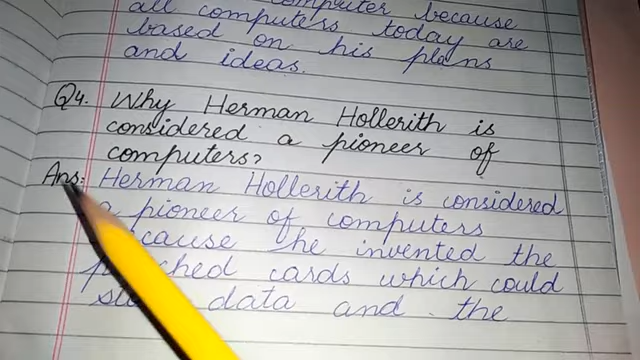 all computers today are
based on his plans
and ideas.
Q4. Why Herman Hollerith is
considered a pioneer of
computers?
Ans: Herman Hollerith is considered
a pioneer of computers
because he invented the
punched cards which could
data and the